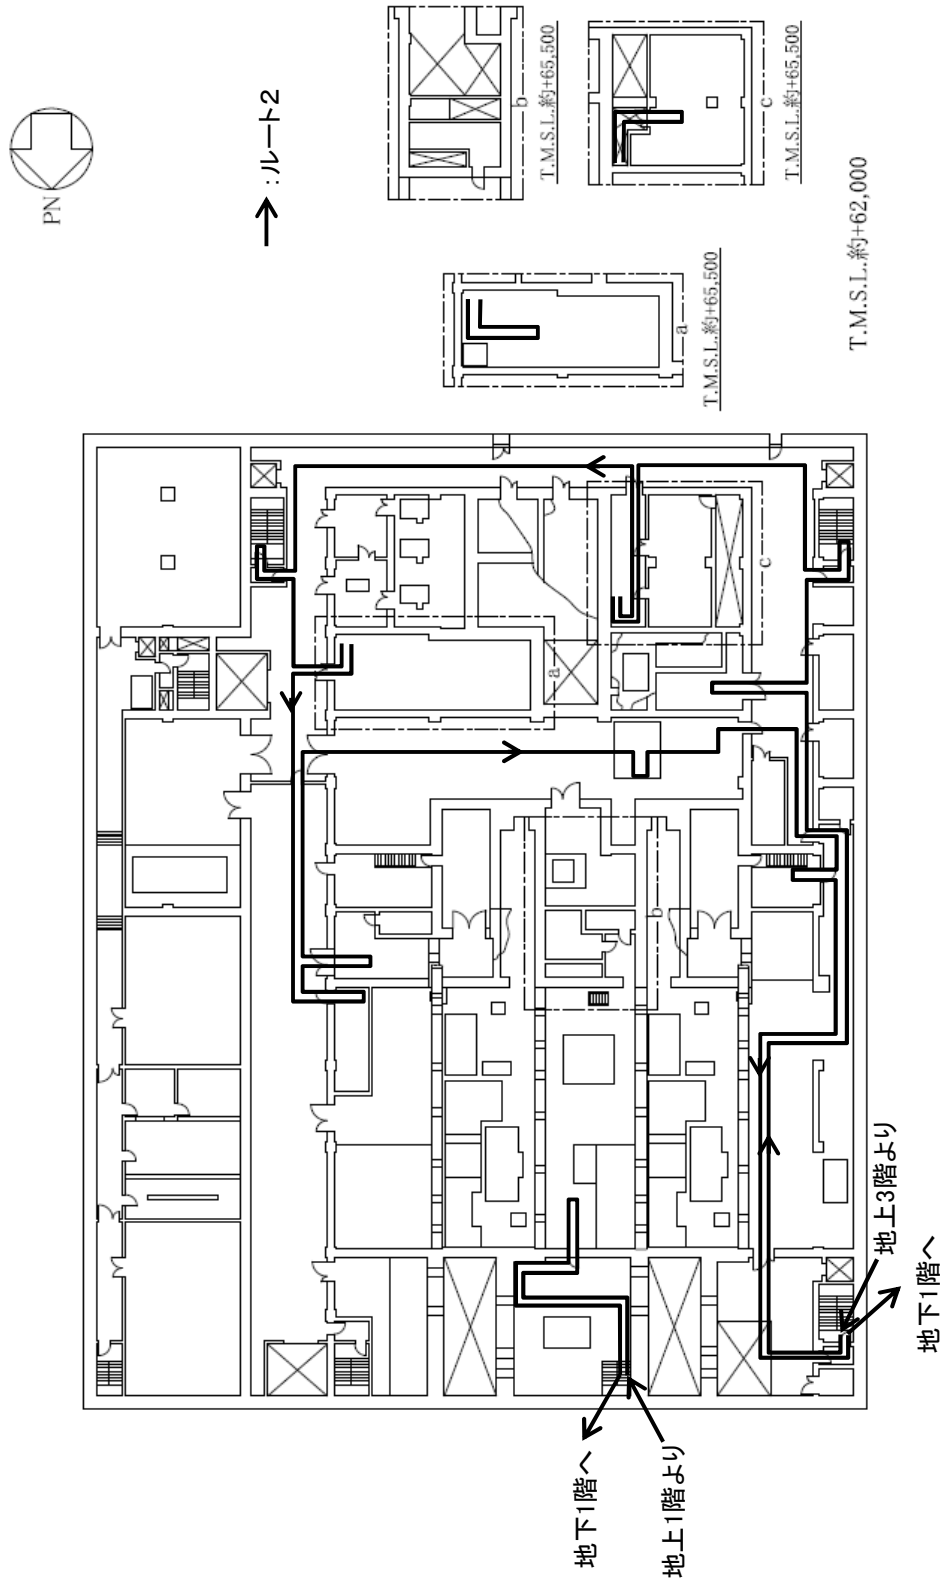 PN
:ルート2
b
T.M.S.L.約+65,500
c
T.M.S.L.約+65,500
a
T.M.S.L.約+65,500
T.M.S.L.約+62,000
a
c
b
地下1階へ
地上1階より
地上3階より
地下1階へ